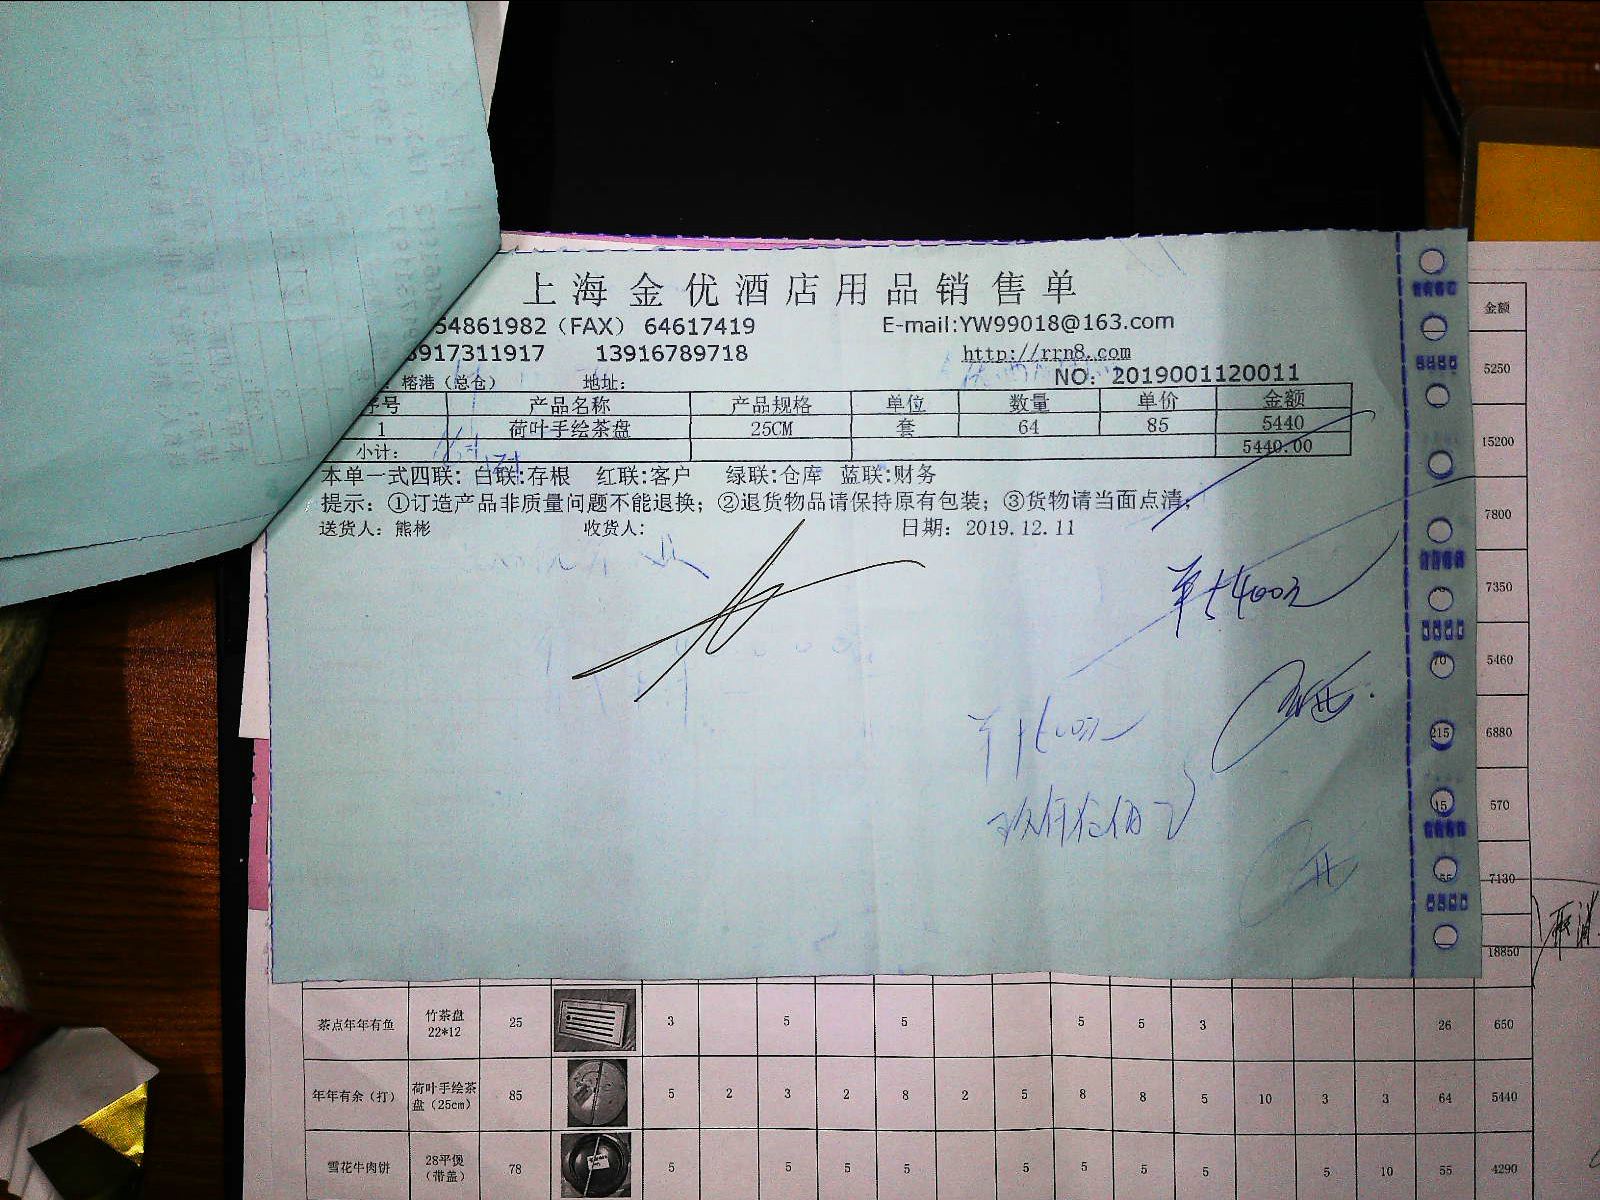 上海金优酒店用品销售单
54861982（FAX） 64617419 E-mail:YW99018@163.com
8917311917 13916789718 http://rrn8.com
榕港（总仓） 地址： NO：2019001120011
序号 产品名称 产品规格 单位 数量 单价 金额
1 荷叶手绘茶盘 25CM 套 64 85 5440
小计： 5440.00
本单一式四联：白联:存根 红联:客户 绿联:仓库 蓝联:财务
提示：①订造产品非质量问题不能退换；②退货物品请保持原有包装；③货物请当面点清；
送货人：熊彬 收货人： 日期：2019.12.11
金额
5250
15200
7800
7350
5460
70
6880
215
570
15
7130
55
18850
取消
茶点年年有鱼 竹茶盘 22*12 25 3 5 5 5 5 3 26 650
年年有余（打） 荷叶手绘茶盘（25cm） 85 5 2 3 2 8 2 5 8 8 5 10 3 3 64 5440
雪花牛肉饼 28平煲（带盖） 78 5 5 5 5 5 5 5 5 5 10 55 4290